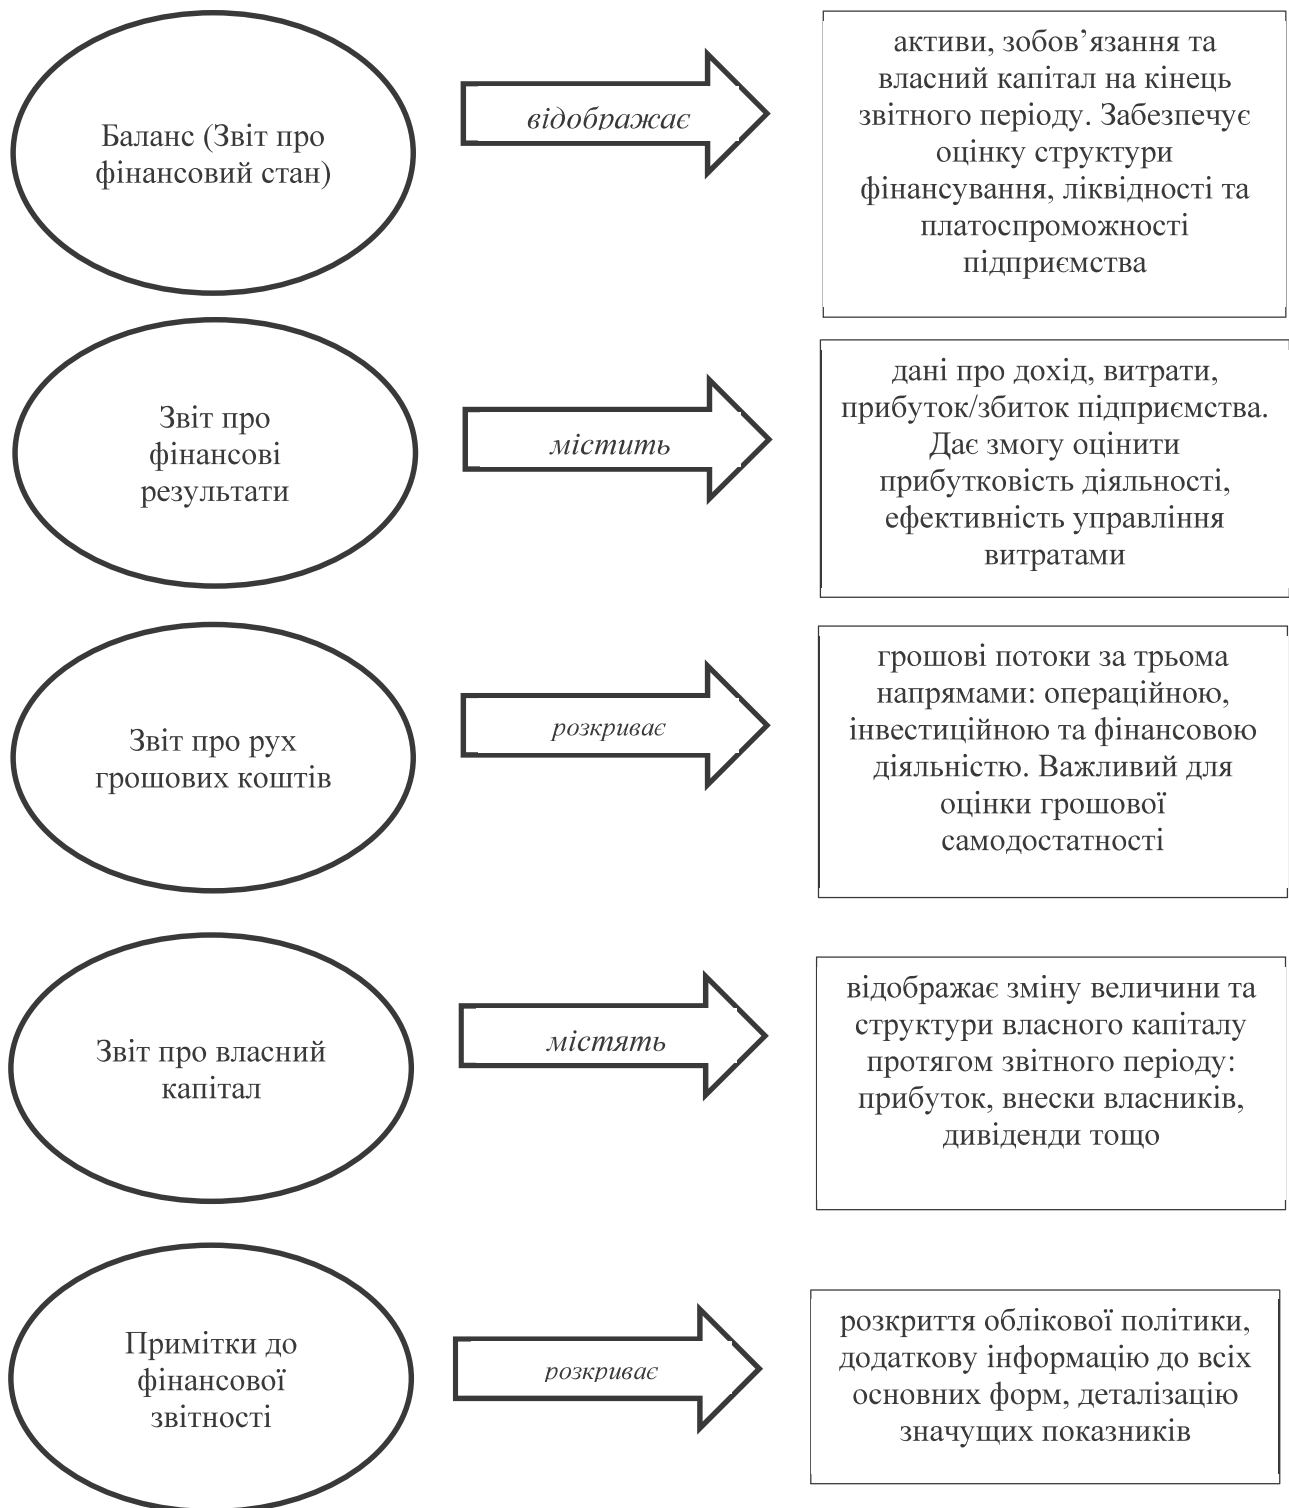 Баланс (Звіт про
фінансовий стан)
відображає
активи, зобов’язання та
власний капітал на кінець
звітного періоду. Забезпечує
оцінку структури
фінансування, ліквідності та
платоспроможності
підприємства
Звіт про
фінансові
результати
містить
дані про дохід, витрати,
прибуток/збиток підприємства.
Дає змогу оцінити
прибутковість діяльності,
ефективність управління
витратами
Звіт про рух
грошових коштів
розкриває
грошові потоки за трьома
напрямами: операційною,
інвестиційною та фінансовою
діяльністю. Важливий для
оцінки грошової
самодостатності
Звіт про власний
капітал
містять
відображає зміну величини та
структури власного капіталу
протягом звітного періоду:
прибуток, внески власників,
дивіденди тощо
Примітки до
фінансової
звітності
розкриває
розкриття облікової політики,
додаткову інформацію до всіх
основних форм, деталізацію
значущих показників